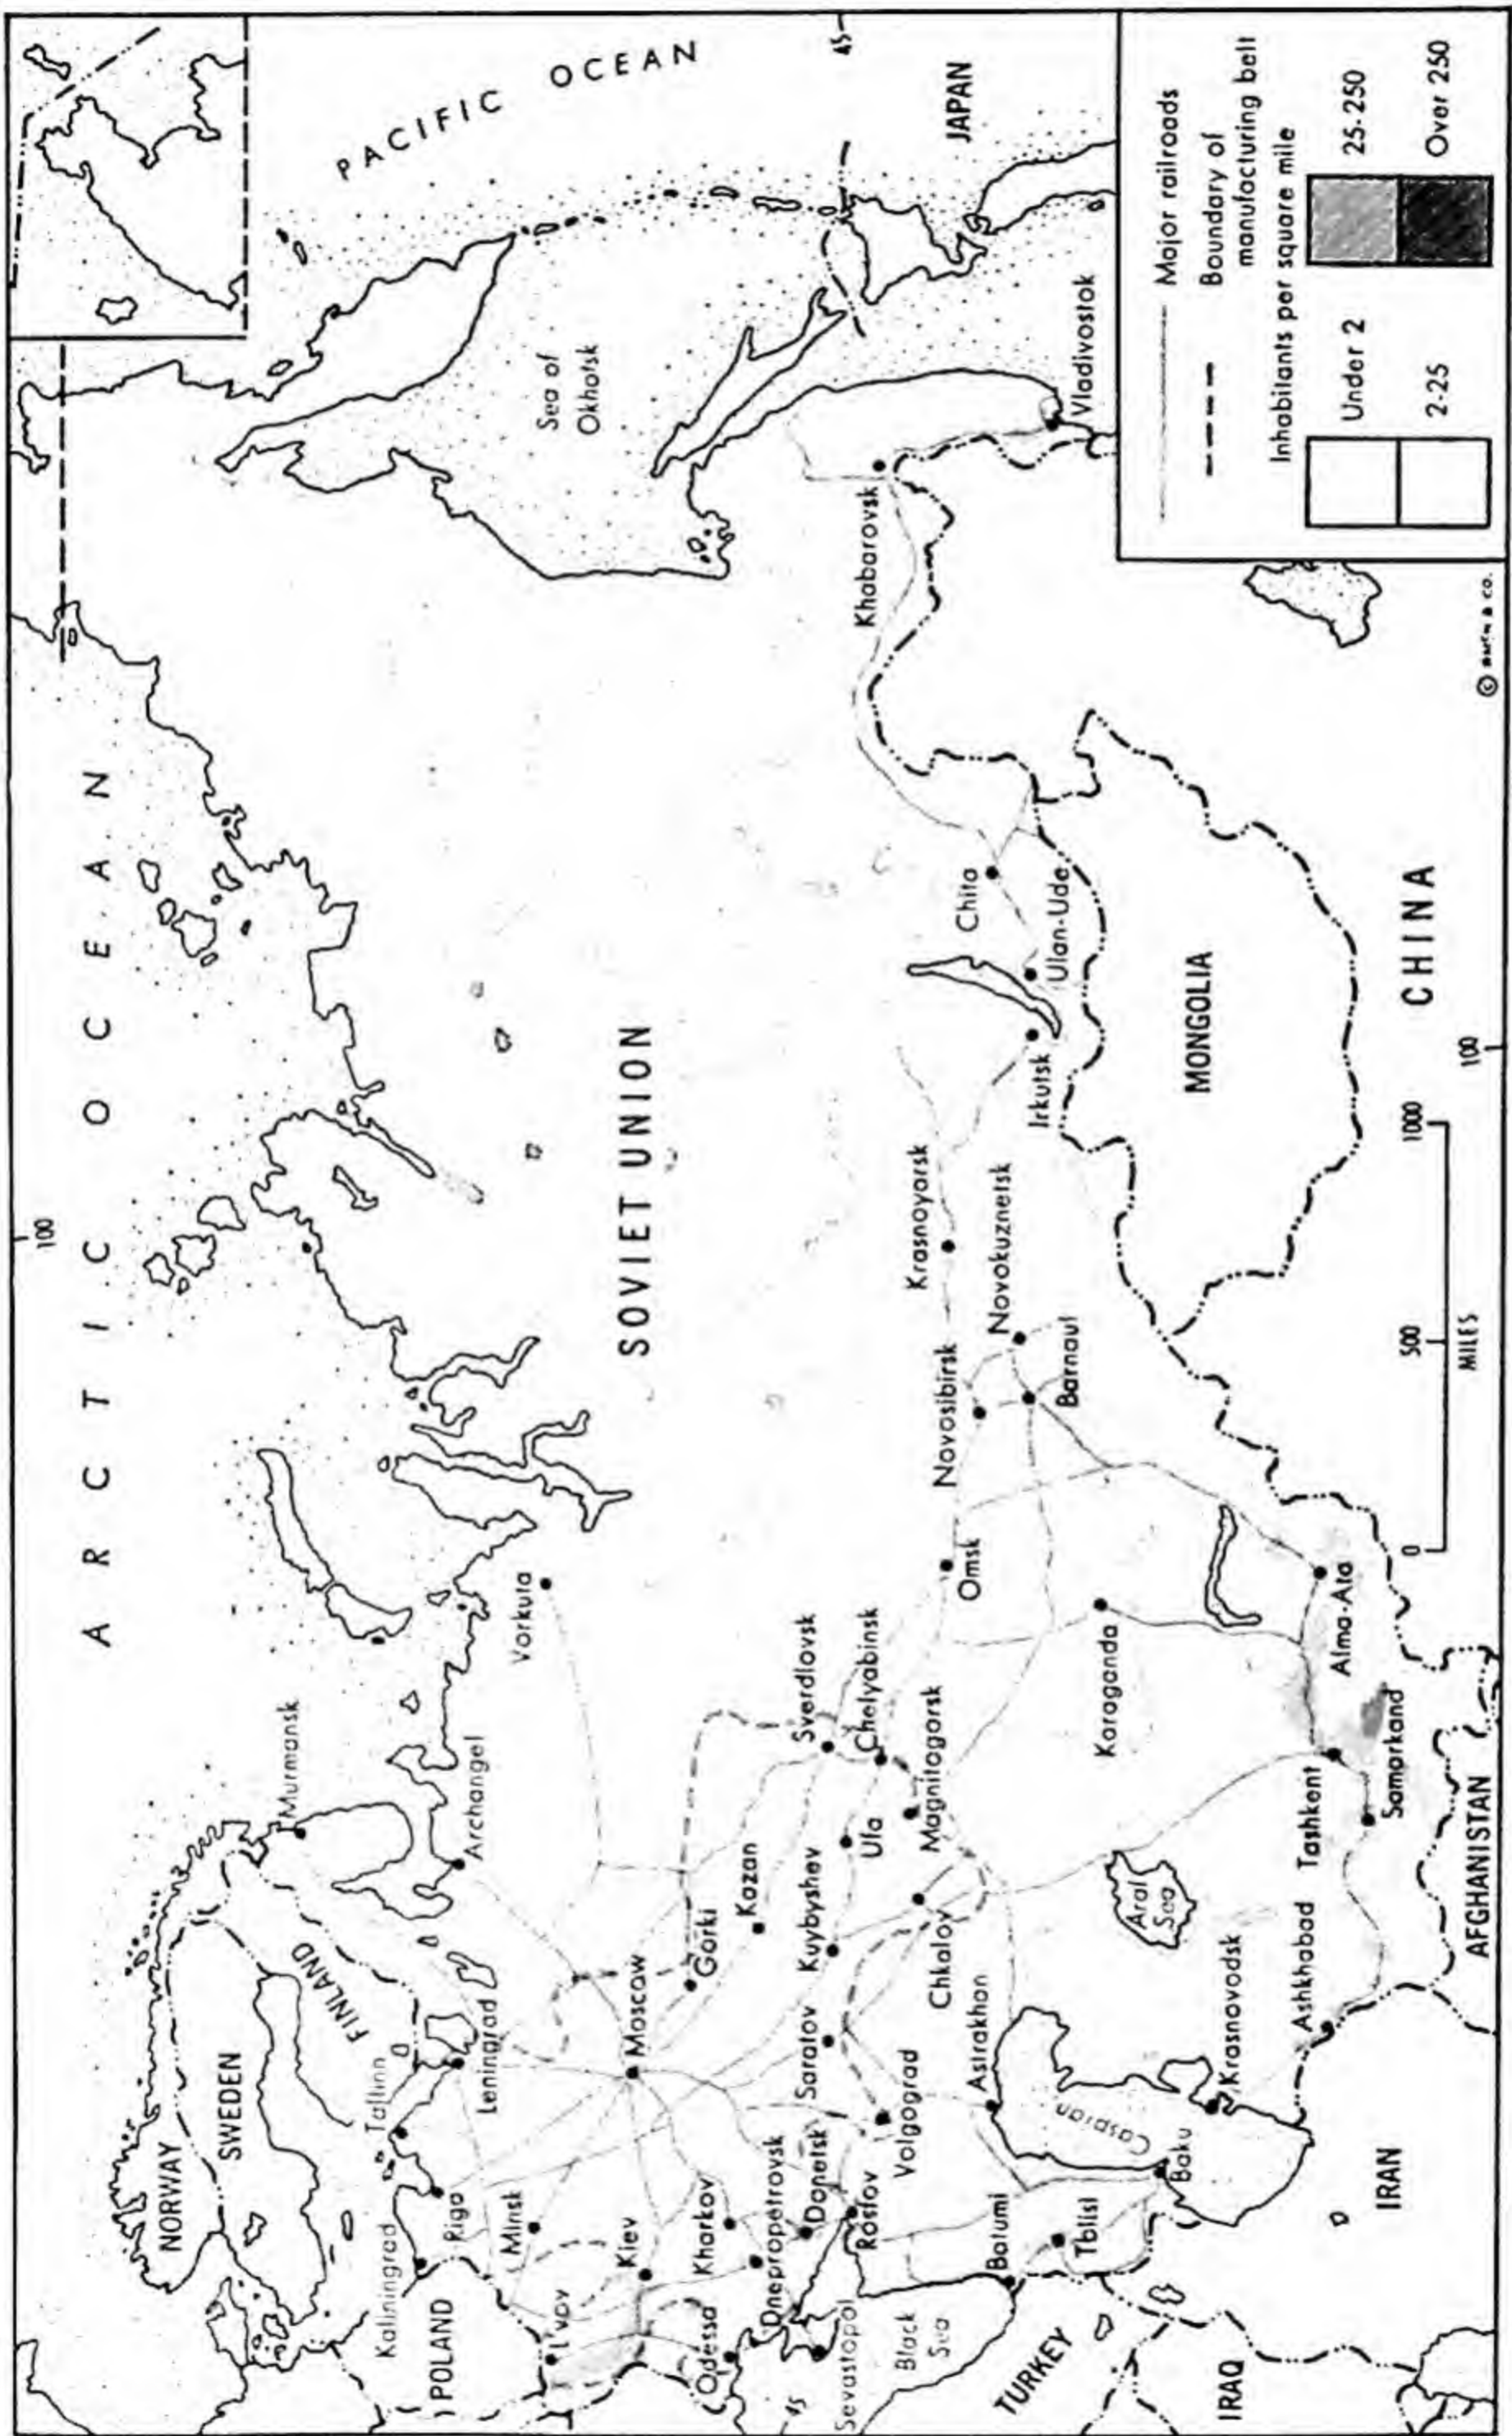 ARCTIC OCEAN
100
PACIFIC OCEAN
45
NORWAY
SWEDEN
FINLAND
Murmansk
Archangel
Vorkuta
Tallinn
Leningrad
Kaliningrad
Riga
POLAND
Minsk
Lvov
Kiev
Moscow
Gorki
Kazan
Sverdlovsk
Chelyabinsk
Magnitogorsk
Ufa
Kuybyshev
Chkalov
Saratov
Kharkov
Dnepropetrovsk
Donetsk
Rostov
Volgograd
Astrakhan
Odessa
Sevastopol
45
Black
Sea
Batumi
Tblisi
Baku
Caspian
Krasnovodsk
Ashkhabad
Aral
Sea
Tashkent
Samarkand
Alma-Ata
Karaganda
Omsk
Novosibirsk
Barnaul
Novokuznetsk
Krasnoyarsk
Irkutsk
Ulan-Ude
Chita
Khabarovsk
Vladivostok
SOVIET UNION
Sea of
Okhotsk
JAPAN
MONGOLIA
CHINA
TURKEY
IRAQ
IRAN
AFGHANISTAN
0 500 1000
MILES
100
Major railroads
Boundary of
manufacturing belt
Inhabitants per square mile
Under 2
25-250
2-25
Over 250